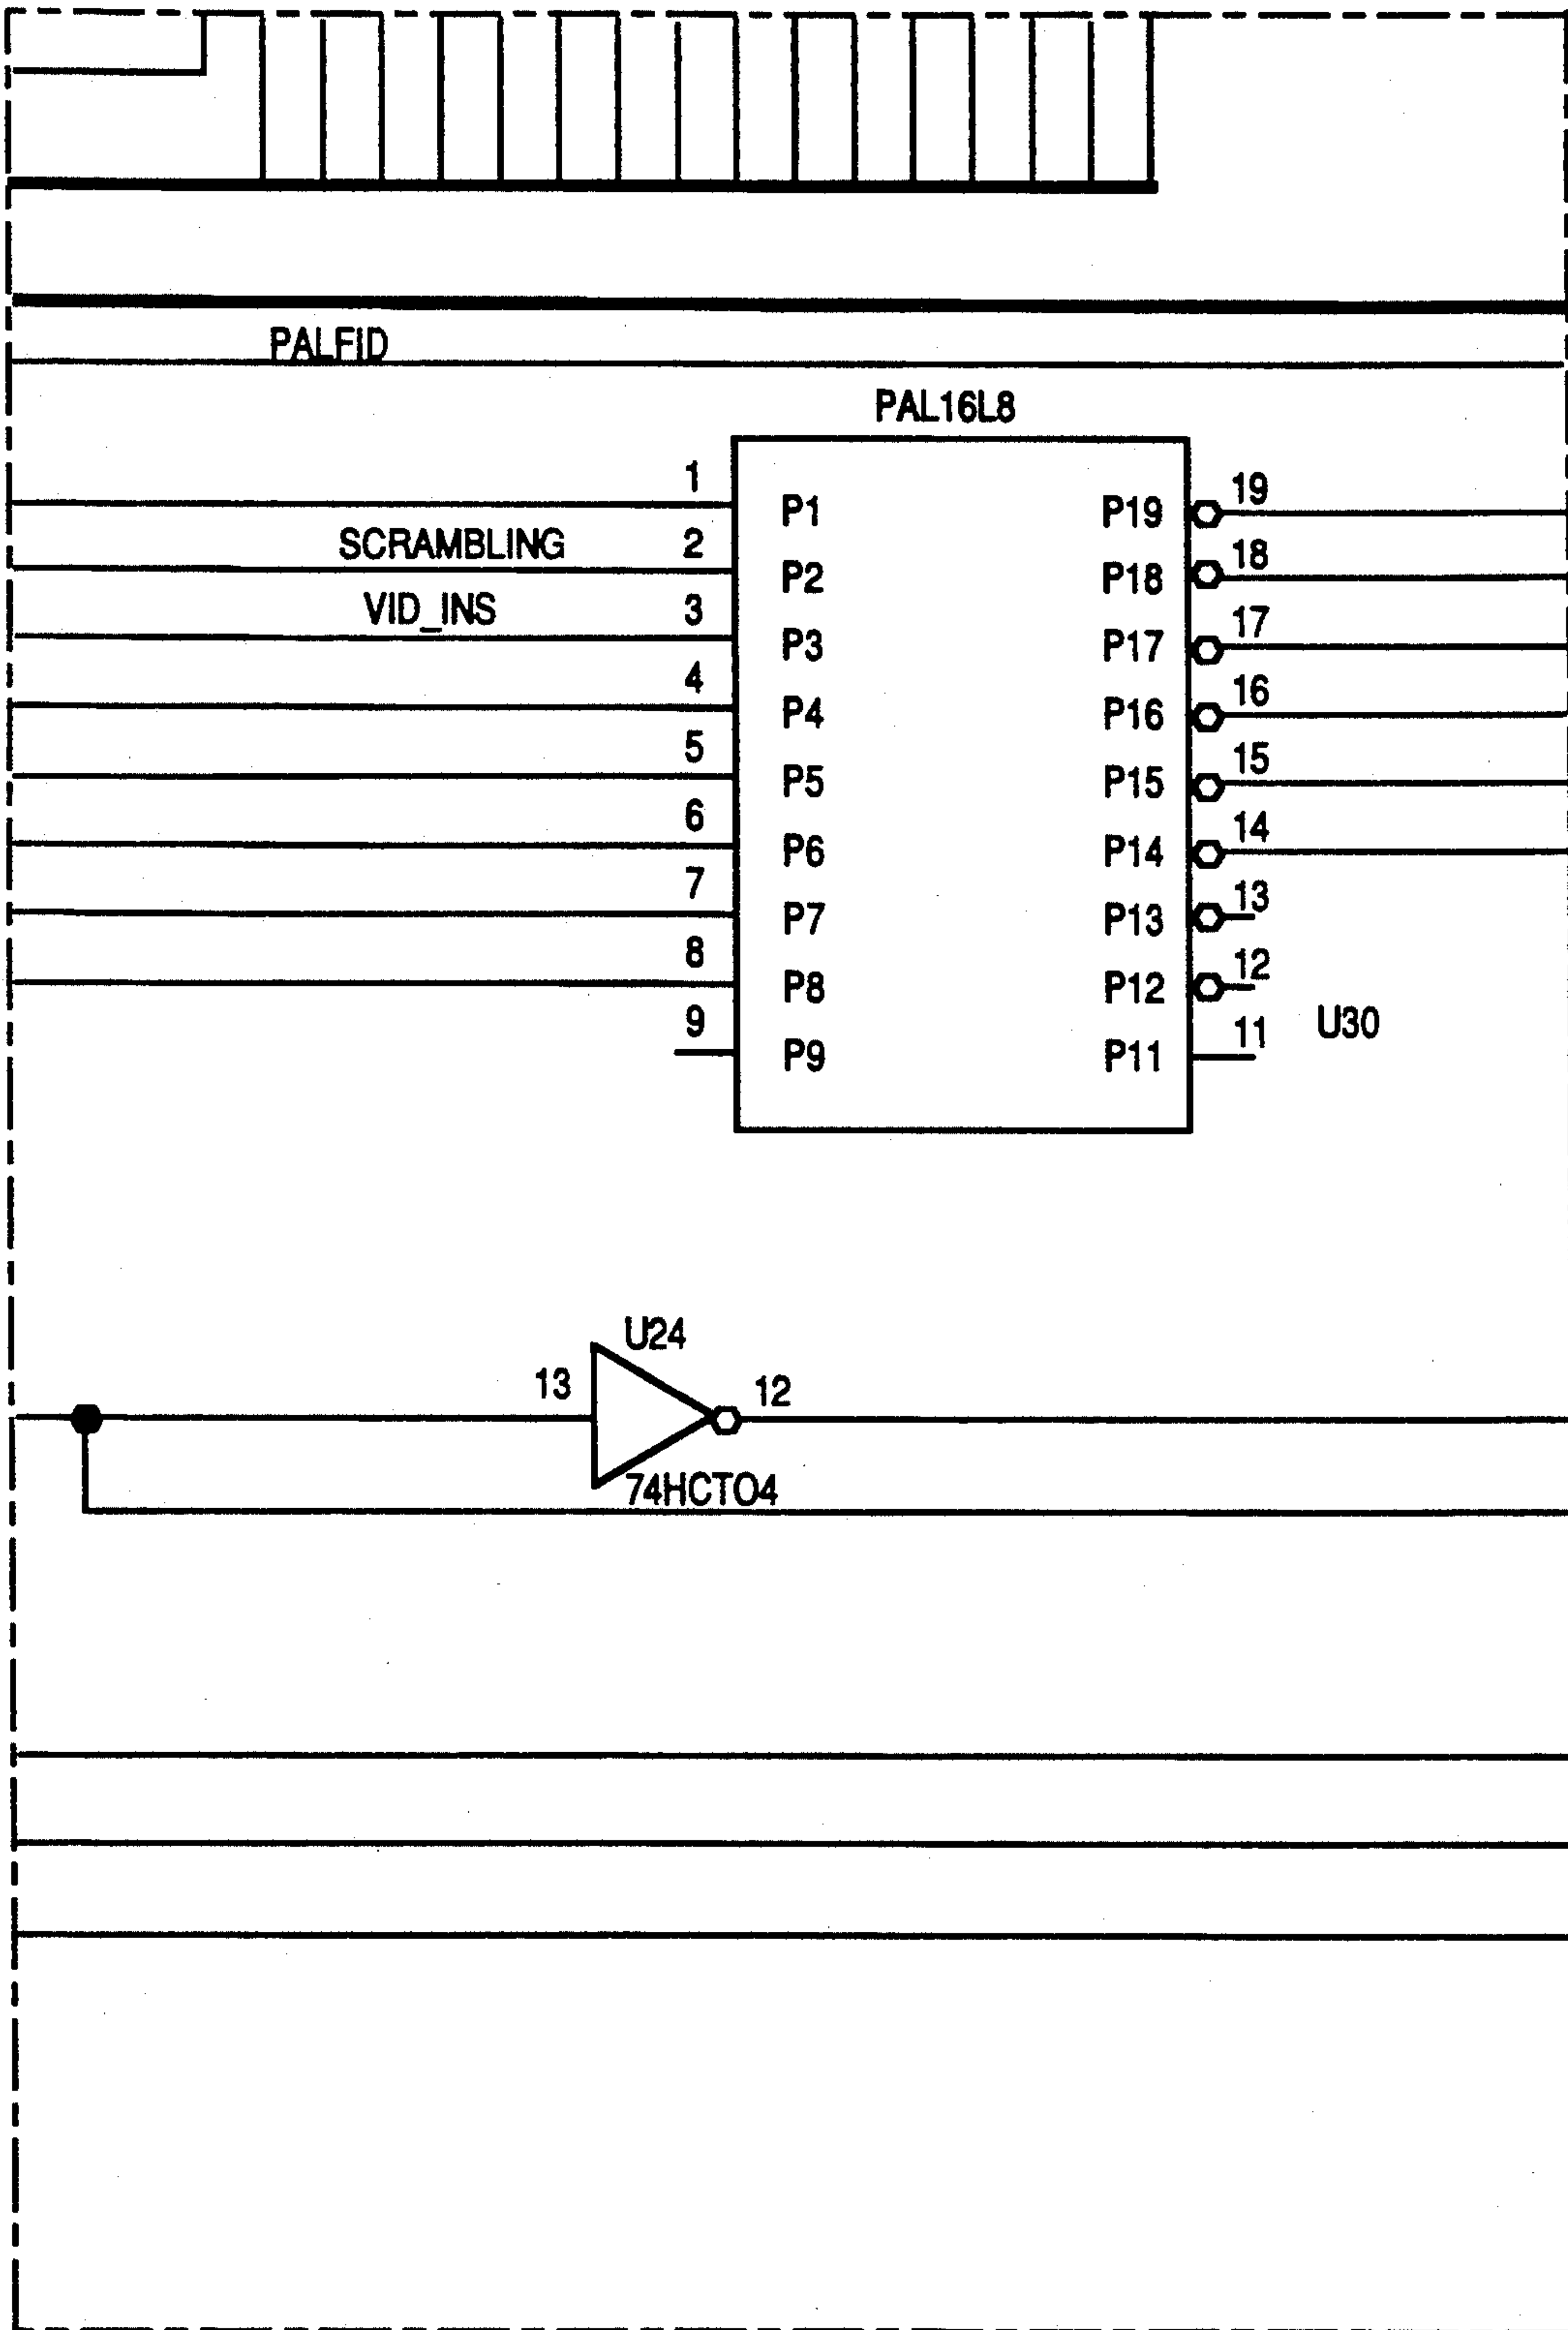 PALFID
PAL16L8
1 P1 P19 19
SCRAMBLING 2 P2 P18 18
VID_INS 3 P3 P17 17
4 P4 P16 16
5 P5 P15 15
6 P6 P14 14
7 P7 P13 13
8 P8 P12 12
9 P9 P11 11 U30
U24
13 12
74HCTO4